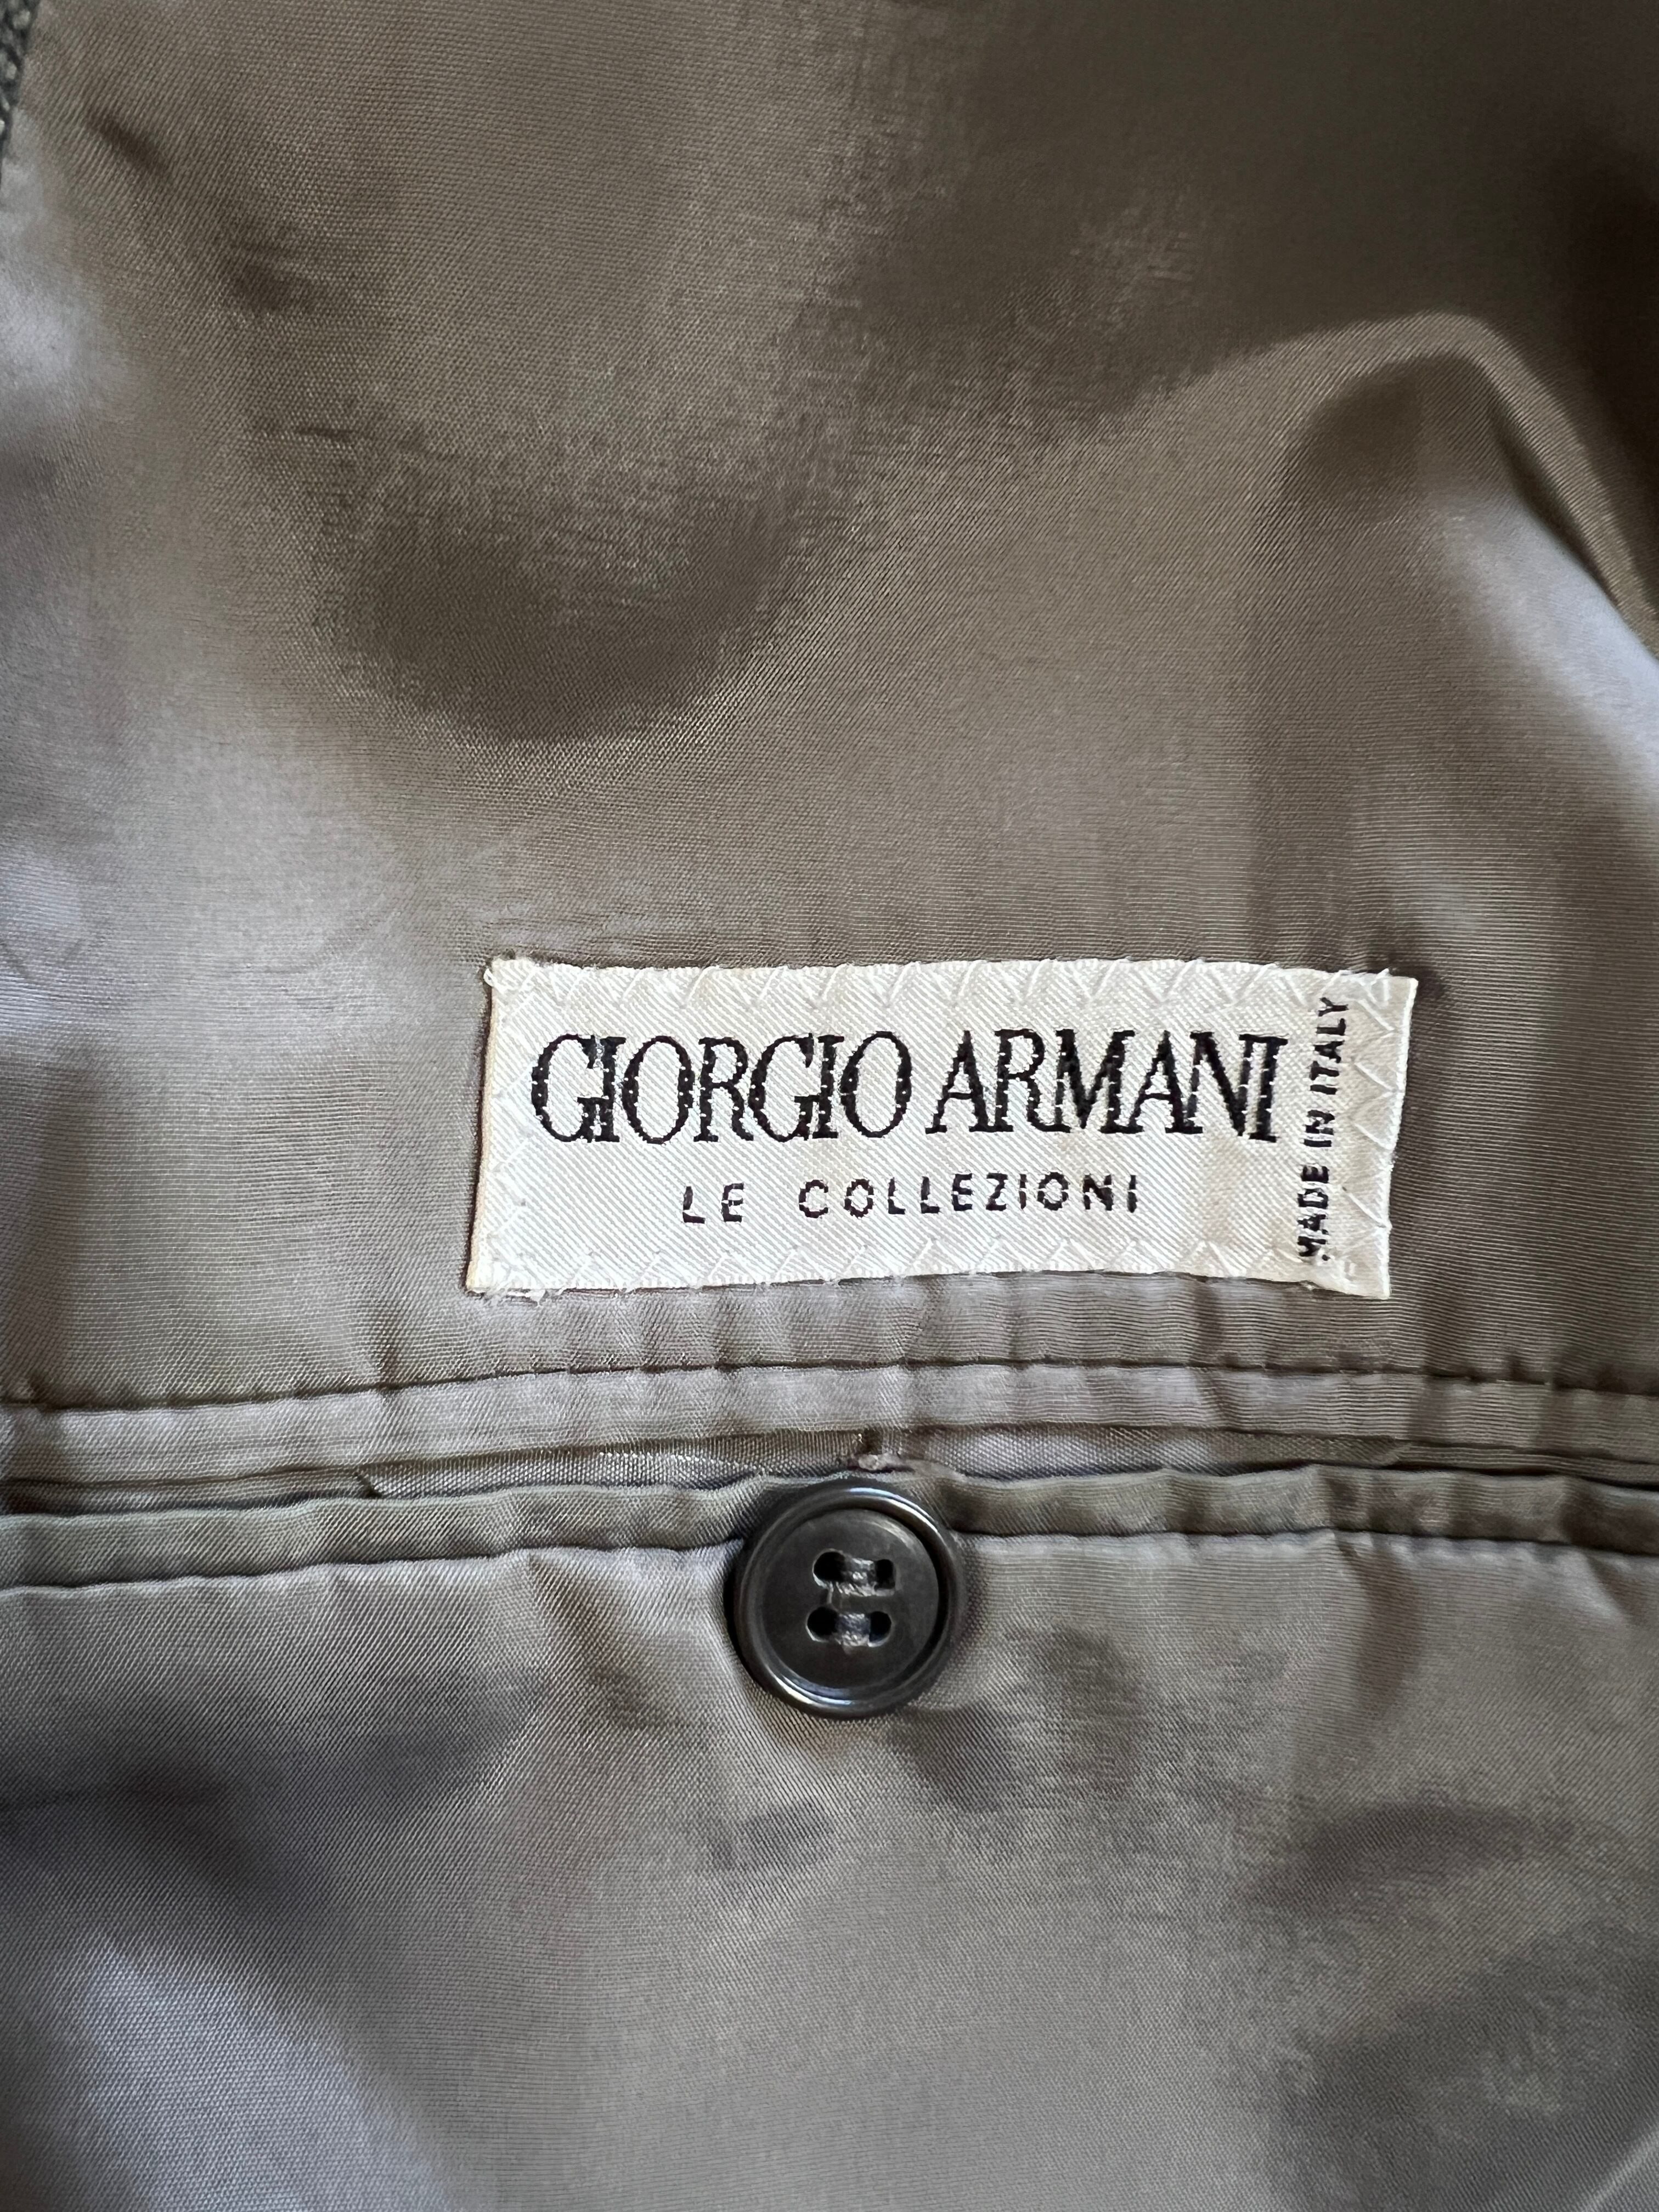 GIORGIO ARMANI
LE COLLEZIONI
MADE IN ITALY